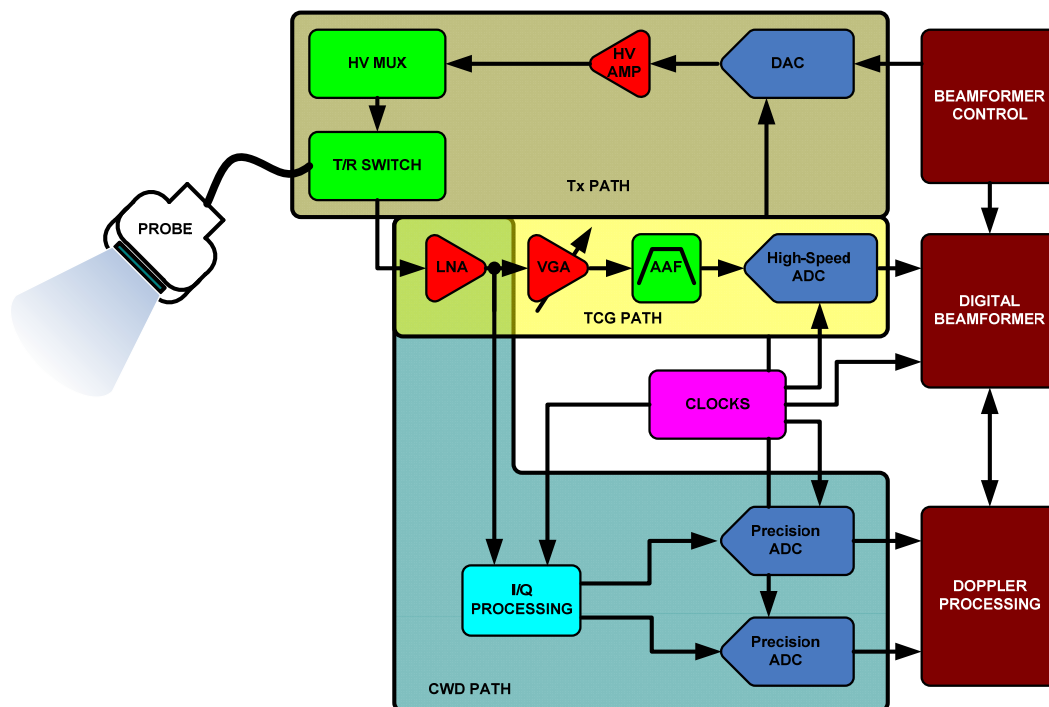 HV MUX
HV
AMP
DAC
BEAMFORMER
CONTROL
T/R SWITCH
Tx PATH
PROBE
LNA
VGA
AAF
High-Speed
ADC
TCG PATH
DIGITAL
BEAMFORMER
CLOCKS
Precision
ADC
I/Q
PROCESSING
DOPPLER
PROCESSING
Precision
ADC
CWD PATH